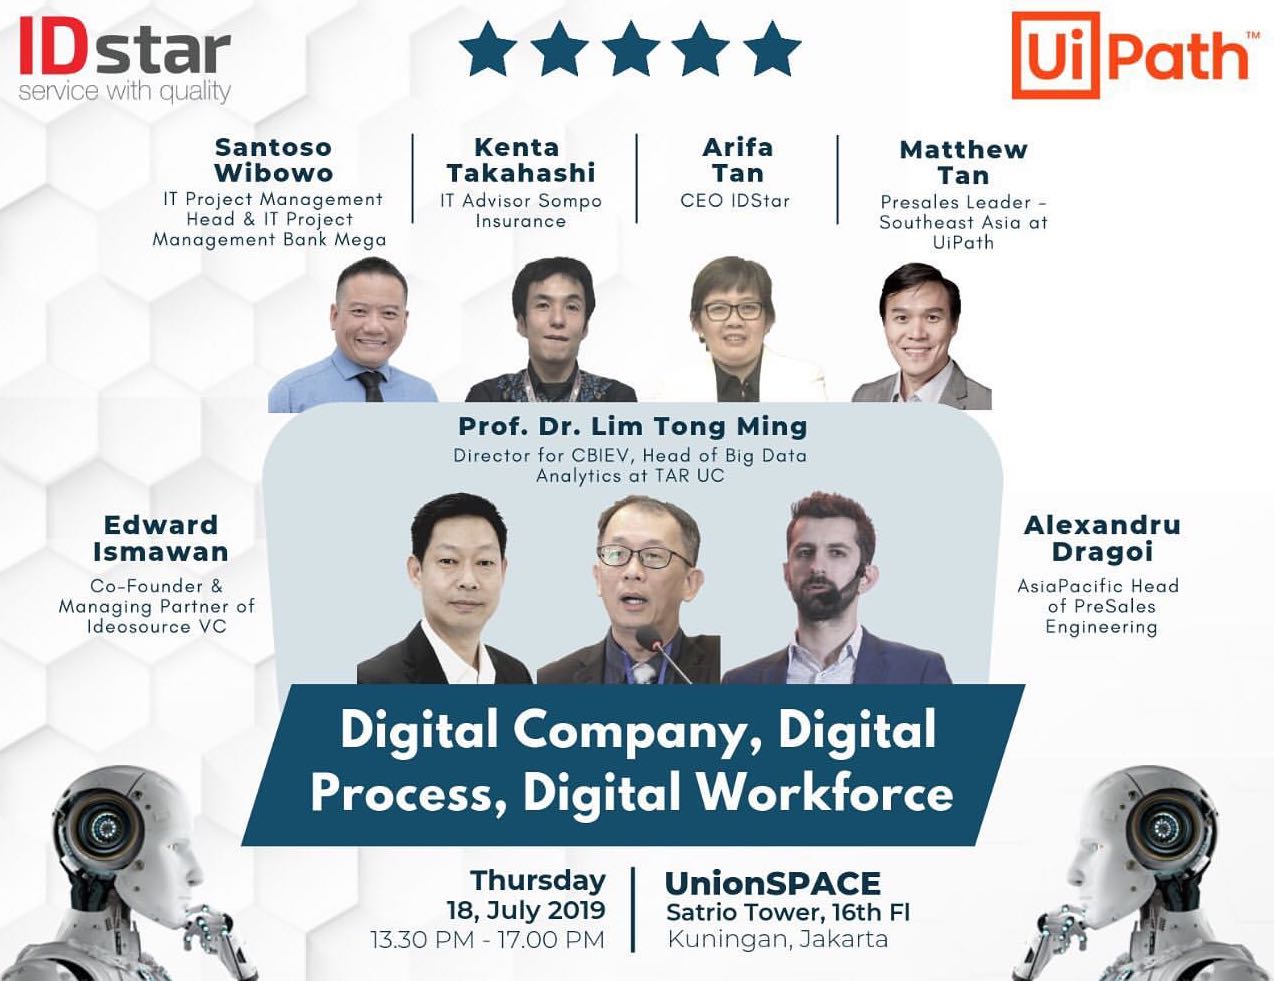 IDstar
service with quality
UiPath™
Santoso
Wibowo
IT Project Management
Head & IT Project
Management Bank Mega
Kenta
Takahashi
IT Advisor Sompo
Insurance
Arifa
Tan
CEO IDStar
Matthew
Tan
Presales Leader -
Southeast Asia at
UiPath
Prof. Dr. Lim Tong Ming
Director for CBIEV, Head of Big Data
Analytics at TAR UC
Edward
Ismawan
Co-Founder &
Managing Partner of
Ideosource VC
Alexandru
Dragoi
AsiaPacific Head
of PreSales
Engineering
Digital Company, Digital
Process, Digital Workforce
Thursday
18, July 2019
13.30 PM - 17.00 PM
UnionSPACE
Satrio Tower, 16th Fl
Kuningan, Jakarta